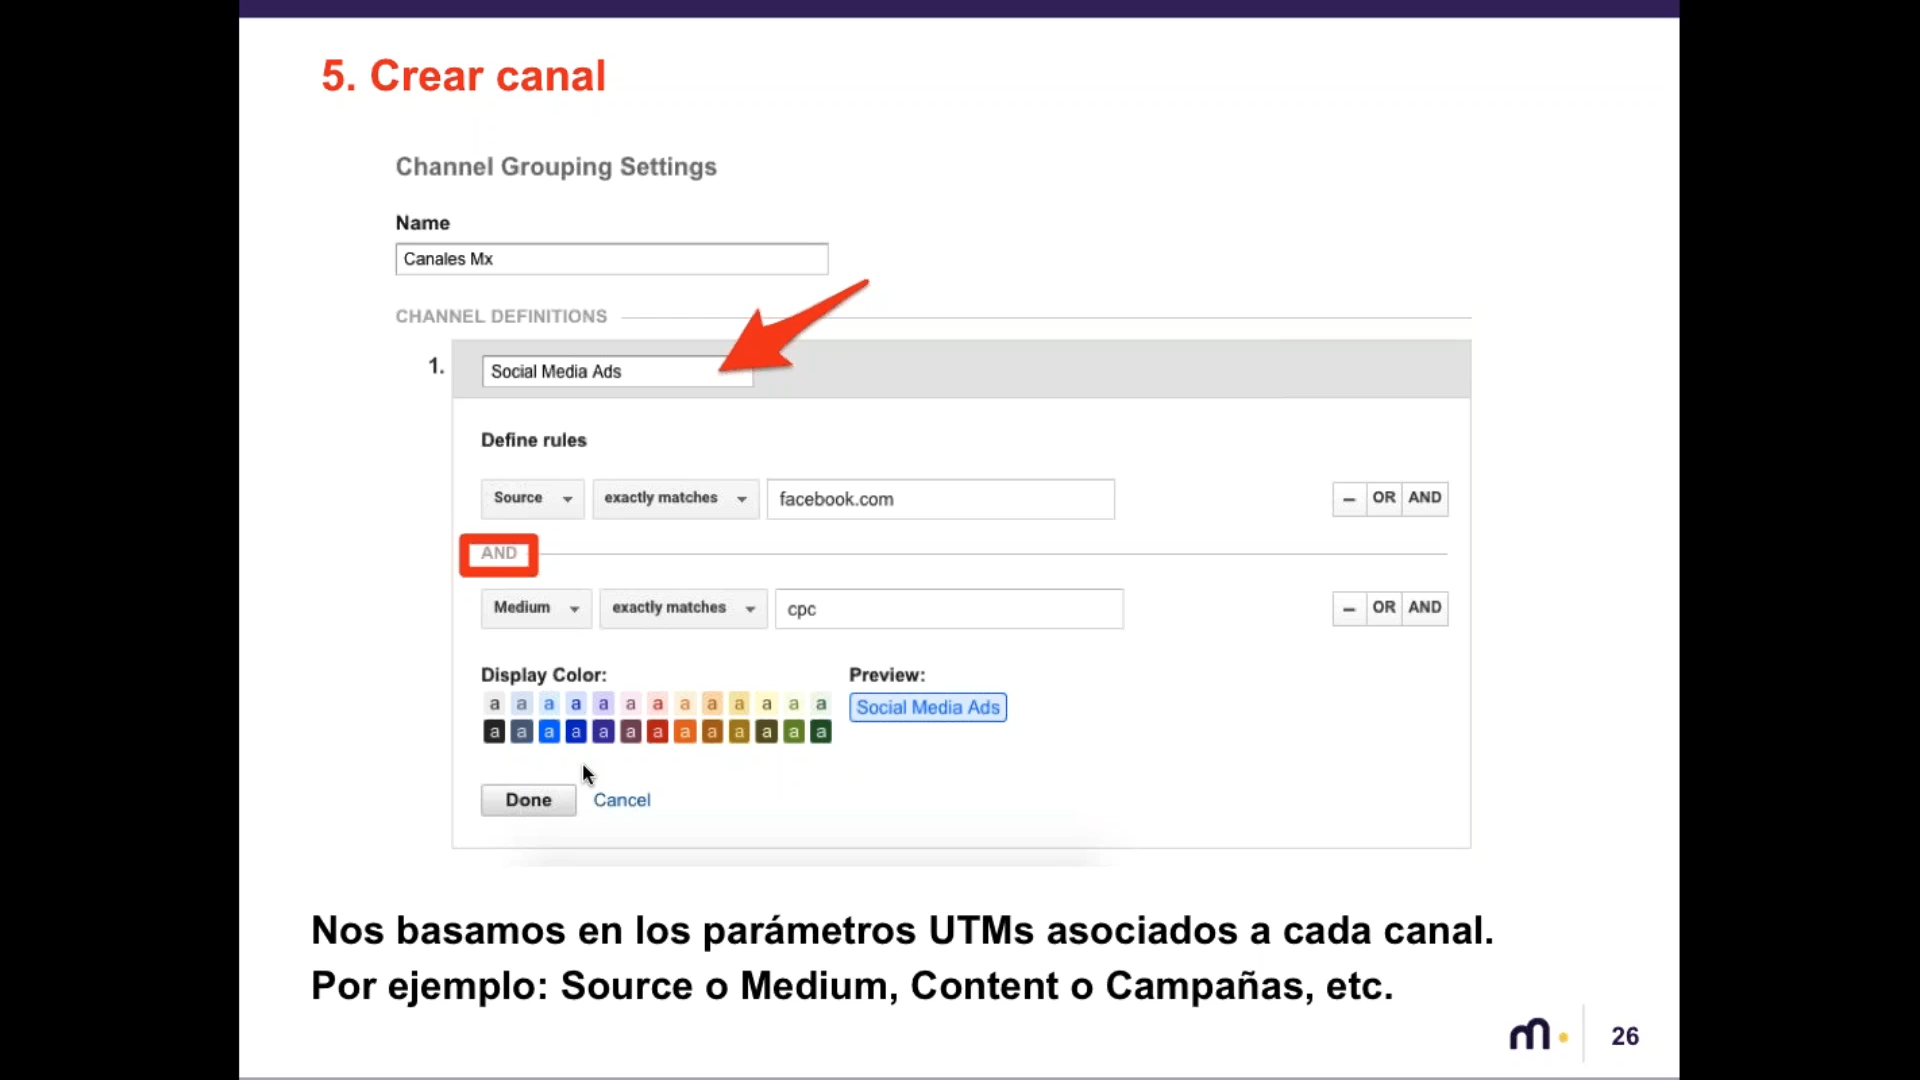 5. Crear canal
Channel Grouping Settings
Name
Canales Mx
CHANNEL DEFINITIONS
1. Social Media Ads
Define rules
Source exactly matches facebook.com – OR AND
AND
Medium exactly matches cpc – OR AND
Display Color: Preview:
a a a a a a a a a a a a a Social Media Ads
a a a a a a a a a a a a a
Done Cancel
Nos basamos en los parámetros UTMs asociados a cada canal.
Por ejemplo: Source o Medium, Content o Campañas, etc.
m. 26